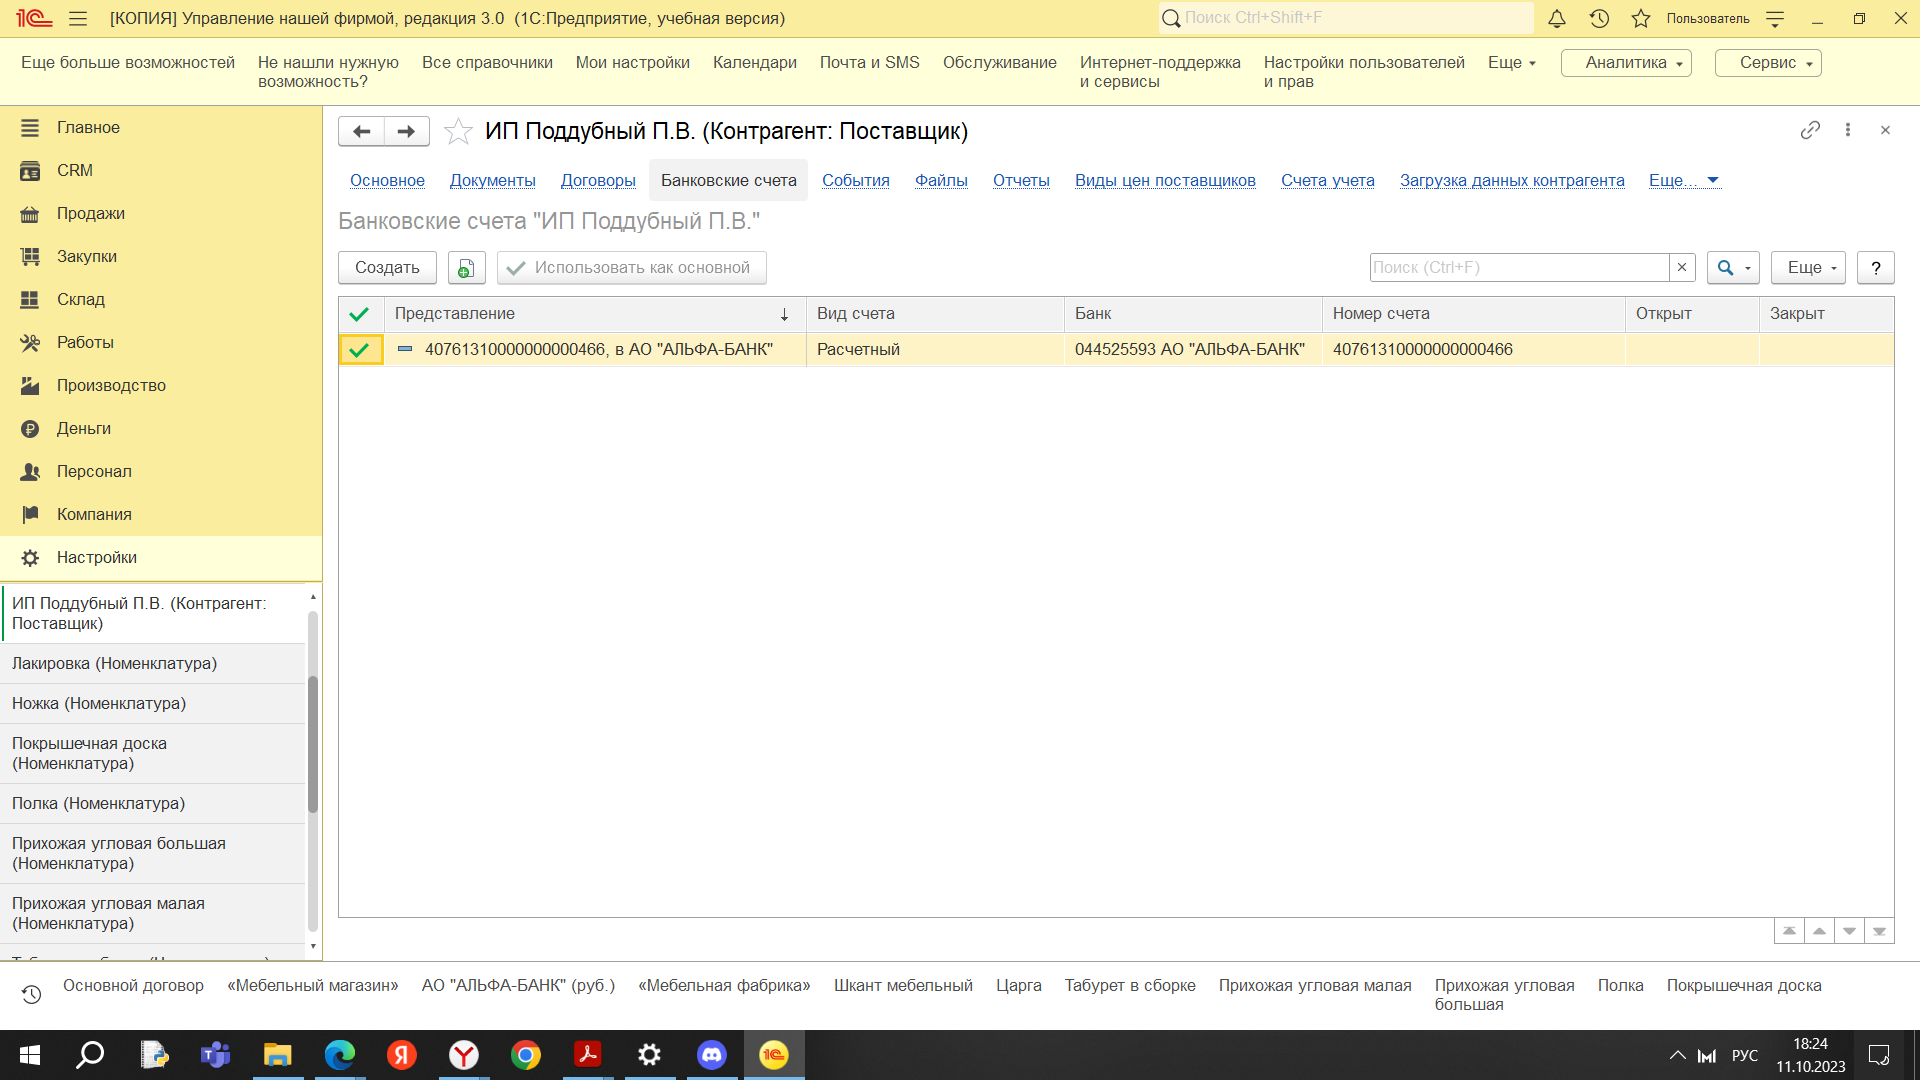 [КОПИЯ] Управление нашей фирмой, редакция 3.0 (1С:Предприятие, учебная версия)
Поиск Ctrl+Shift+F
Пользователь
Еще больше возможностей
Не нашли нужную
возможность?
Все справочники
Мои настройки
Календари
Почта и SMS
Обслуживание
Интернет-поддержка
и сервисы
Настройки пользователей
и прав
Еще
Аналитика
Сервис
Главное
CRM
Продажи
Закупки
Склад
Работы
Производство
Деньги
Персонал
Компания
Настройки
ИП Поддубный П.В. (Контрагент:
Поставщик)
Лакировка (Номенклатура)
Ножка (Номенклатура)
Покрышечная доска
(Номенклатура)
Полка (Номенклатура)
Прихожая угловая большая
(Номенклатура)
Прихожая угловая малая
(Номенклатура)
ИП Поддубный П.В. (Контрагент: Поставщик)
Основное
Документы
Договоры
Банковские счета
События
Файлы
Отчеты
Виды цен поставщиков
Счета учета
Загрузка данных контрагента
Еще...
Банковские счета "ИП Поддубный П.В."
Создать
Использовать как основной
Поиск (Ctrl+F)
×
Еще
?
Представление
Вид счета
Банк
Номер счета
Открыт
Закрыт
40761310000000000466, в АО "АЛЬФА-БАНК"
Расчетный
044525593 АО "АЛЬФА-БАНК"
40761310000000000466
Основной договор
«Мебельный магазин»
АО "АЛЬФА-БАНК" (руб.)
«Мебельная фабрика»
Шкант мебельный
Царга
Табурет в сборке
Прихожая угловая малая
Прихожая угловая
большая
Полка
Покрышечная доска
РУС
18:24
11.10.2023